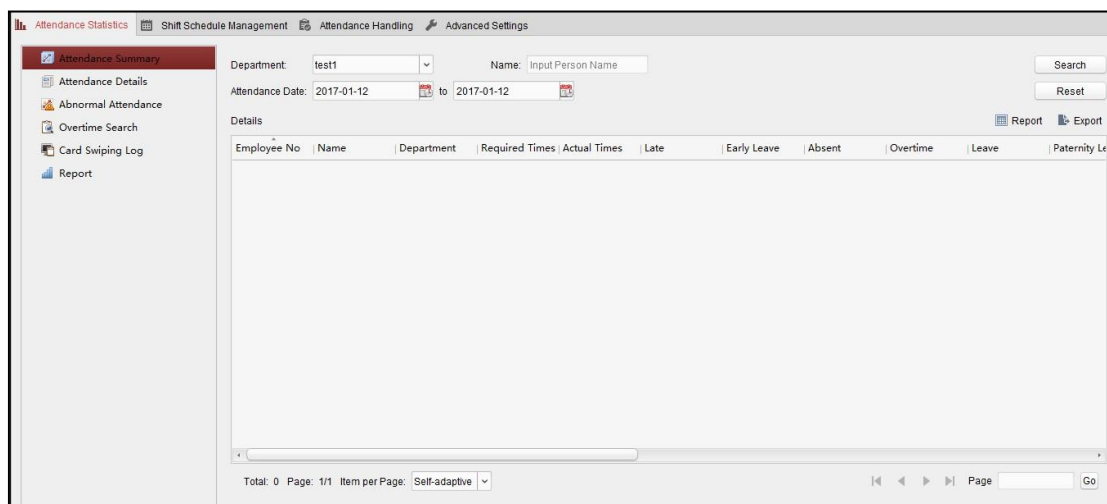 Attendance Statistics Shift Schedule Management Attendance Handling Advanced Settings
Attendance Summary
Attendance Details
Abnormal Attendance
Overtime Search
Card Swiping Log
Report
Department: test1 Name: Input Person Name Search
Attendance Date: 2017-01-12 to 2017-01-12 Reset
Details Report Export
Employee No Name Department Required Times Actual Times Late Early Leave Absent Overtime Leave Paternity Le
Total: 0 Page: 1/1 Item per Page: Self-adaptive Page Go